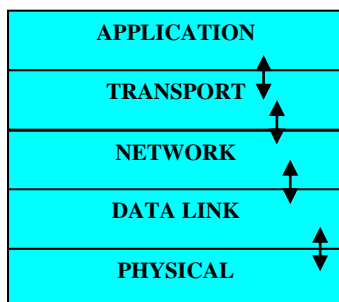 APPLICATION
TRANSPORT
NETWORK
DATA LINK
PHYSICAL